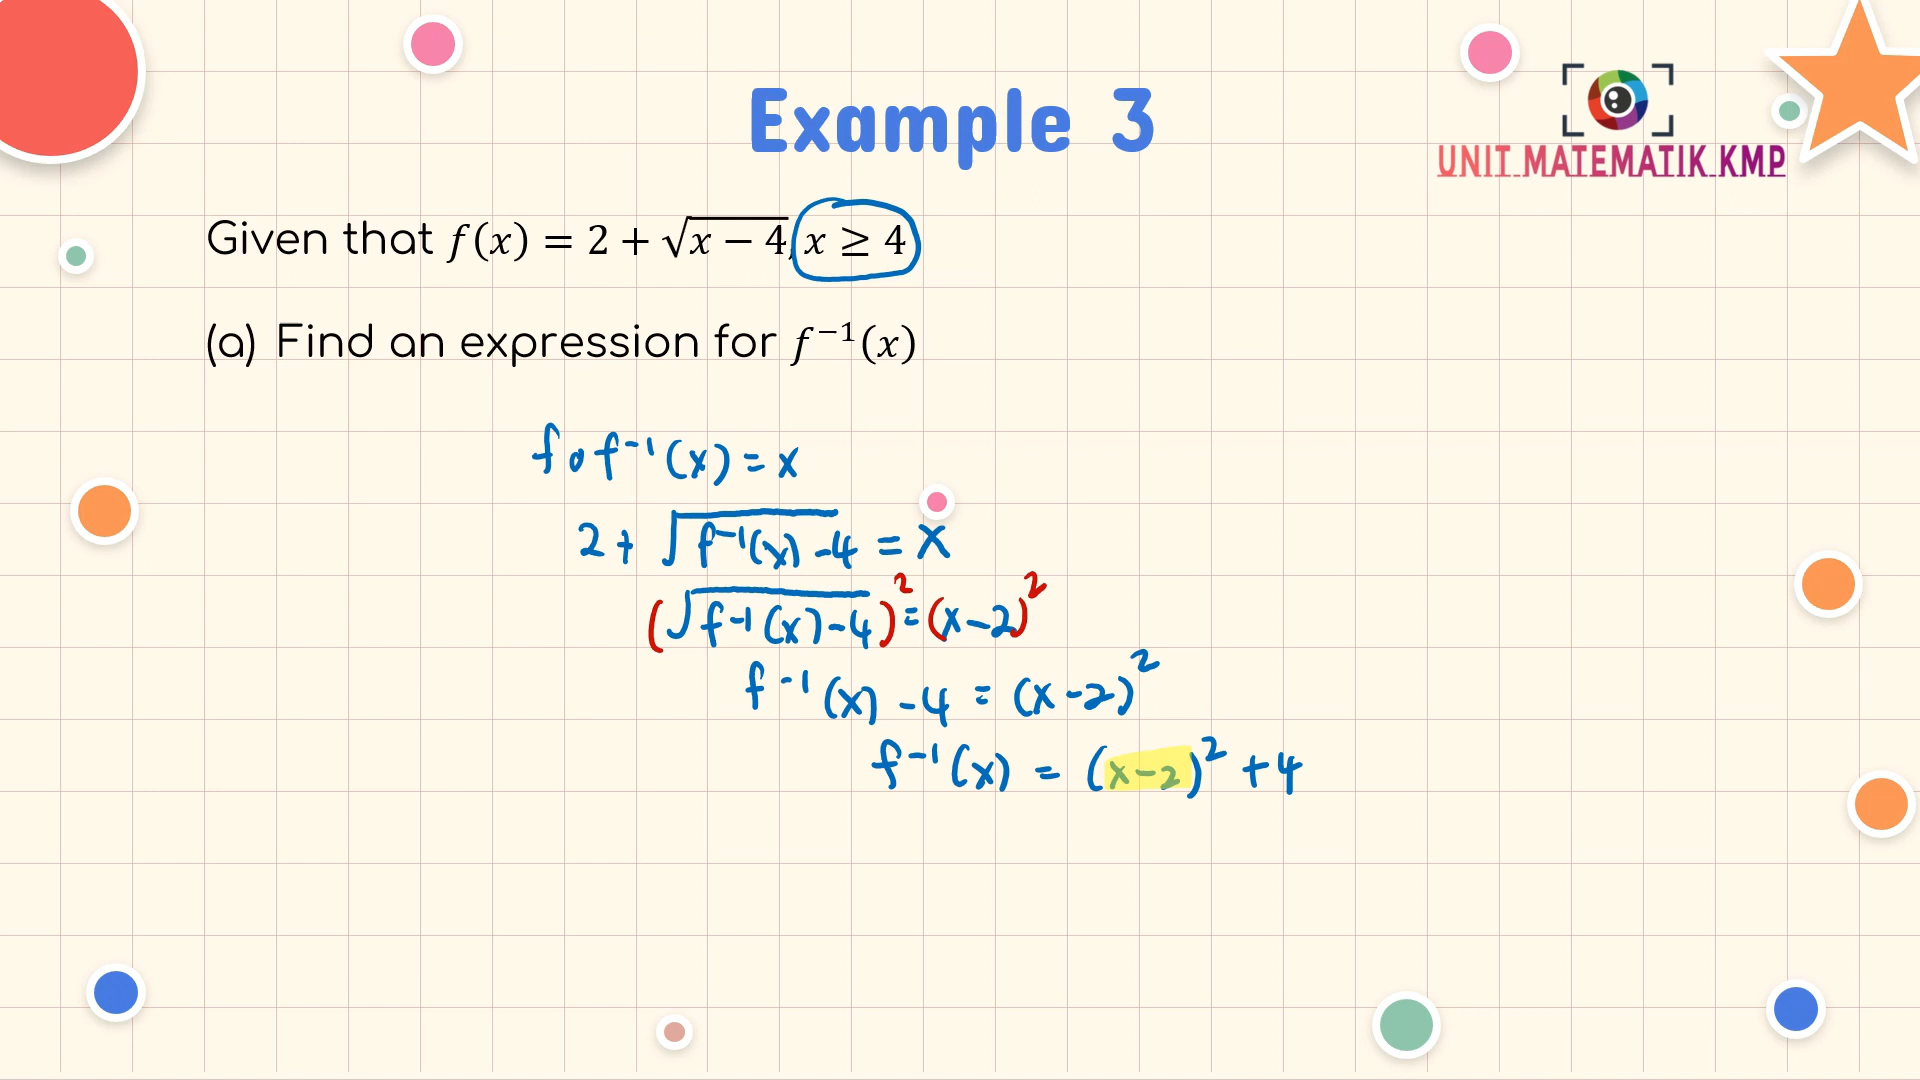 Example 3
UNIT.MATEMATIK.KMP
Given that f(x) = 2 + √(x − 4), x ≥ 4
(a) Find an expression for f⁻¹(x)
f o f⁻¹(x) = x
2 + √(f⁻¹(x) − 4) = x
(√(f⁻¹(x) − 4))² = (x − 2)²
f⁻¹(x) − 4 = (x − 2)²
f⁻¹(x) = (x − 2)² + 4